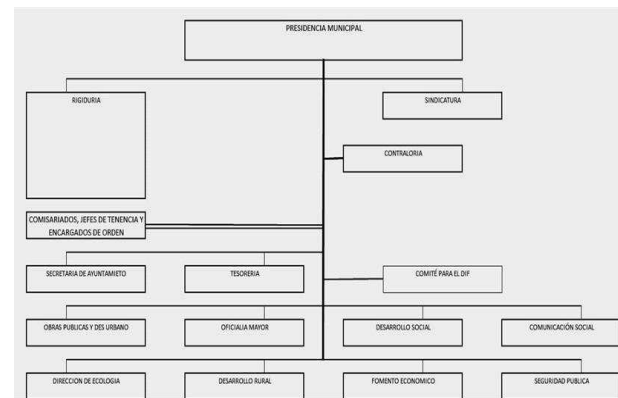 PRESIDENCIA MUNICIPAL
RIGIDURIA
SINDICATURA
CONTRALORIA
COMISARIADOS, JEFES DE TENENCIA Y
ENCARGADOS DE ORDEN
SECRETARIA DE AYUNTAMIETO
TESORERIA
COMITÉ PARA EL DIF
OBRAS PUBLICAS Y DES URBANO
OFICIALIA MAYOR
DESARROLLO SOCIAL
COMUNICACIÓN SOCIAL
DIRECCION DE ECOLOGIA
DESARROLLO RURAL
FOMENTO ECONOMICO
SEGURIDAD PUBLICA